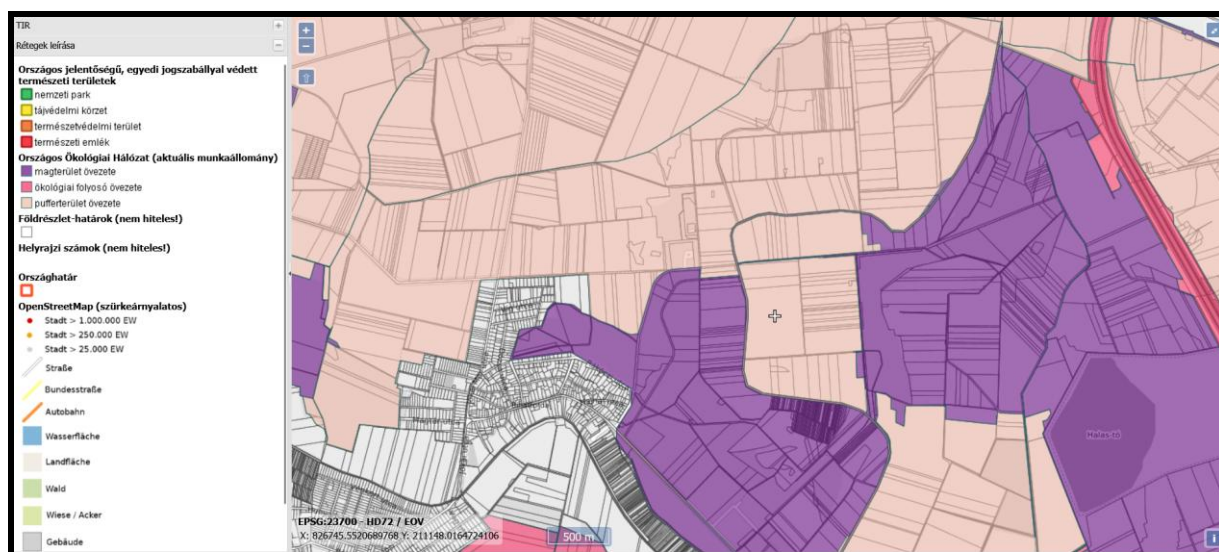 TIR
Rétegek leírása
Országos jelentőségű, egyedi jogszabállyal védett
természeti területek
nemzeti park
tájvédelmi körzet
természetvédelmi terület
természeti emlék
Országos Ökológiai Hálózat (aktuális munkaállomány)
magterület övezete
ökológiai folyosó övezete
pufferterület övezete
Földrészlet-határok (nem hiteles!)
Helyrajzi számok (nem hiteles!)
Országhatár
OpenStreetMap (szürkeárnyalatos)
Stadt > 1.000.000 EW
Stadt > 250.000 EW
Stadt > 25.000 EW
Straße
Bundesstraße
Autobahn
Wasserfläche
Landfläche
Wald
Wiese / Acker
Gebäude
Halas-tó
EPSG:23700 - HD72 / EOV
X: 826745.5520689768 Y: 211148.0164724106
500 m